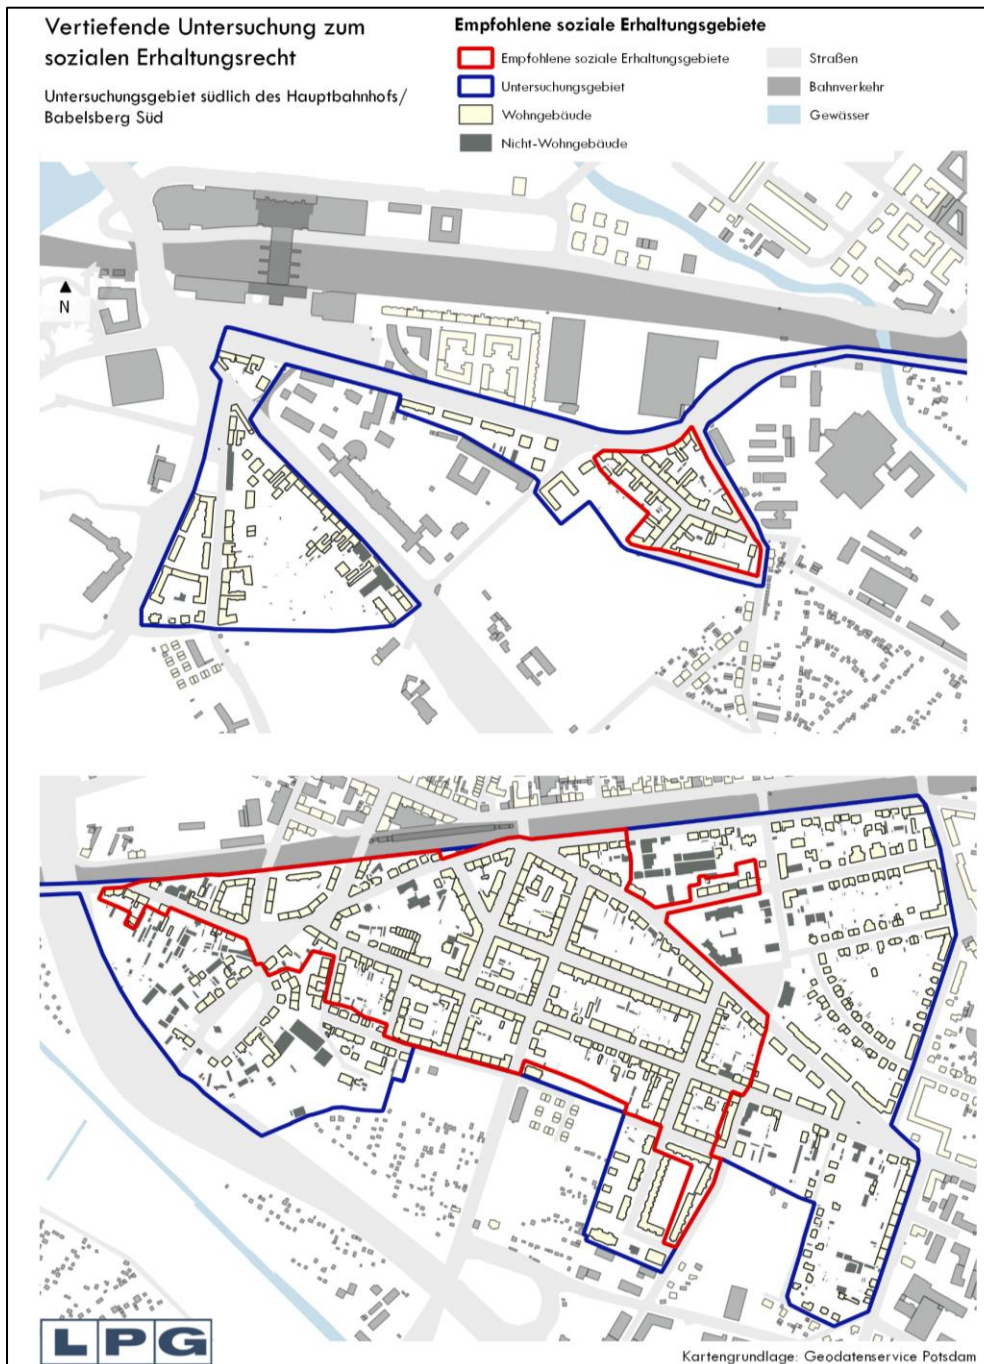 Vertiefende Untersuchung zum
sozialen Erhaltungsrecht
Untersuchungsgebiet südlich des Hauptbahnhofs/
Babelsberg Süd
Empfohlene soziale Erhaltungsgebiete
Empfohlene soziale Erhaltungsgebiete
Untersuchungsgebiet
Wohngebäude
Nicht-Wohngebäude
Straßen
Bahnverkehr
Gewässer
N
LPG
Kartengrundlage: Geodatenservice Potsdam